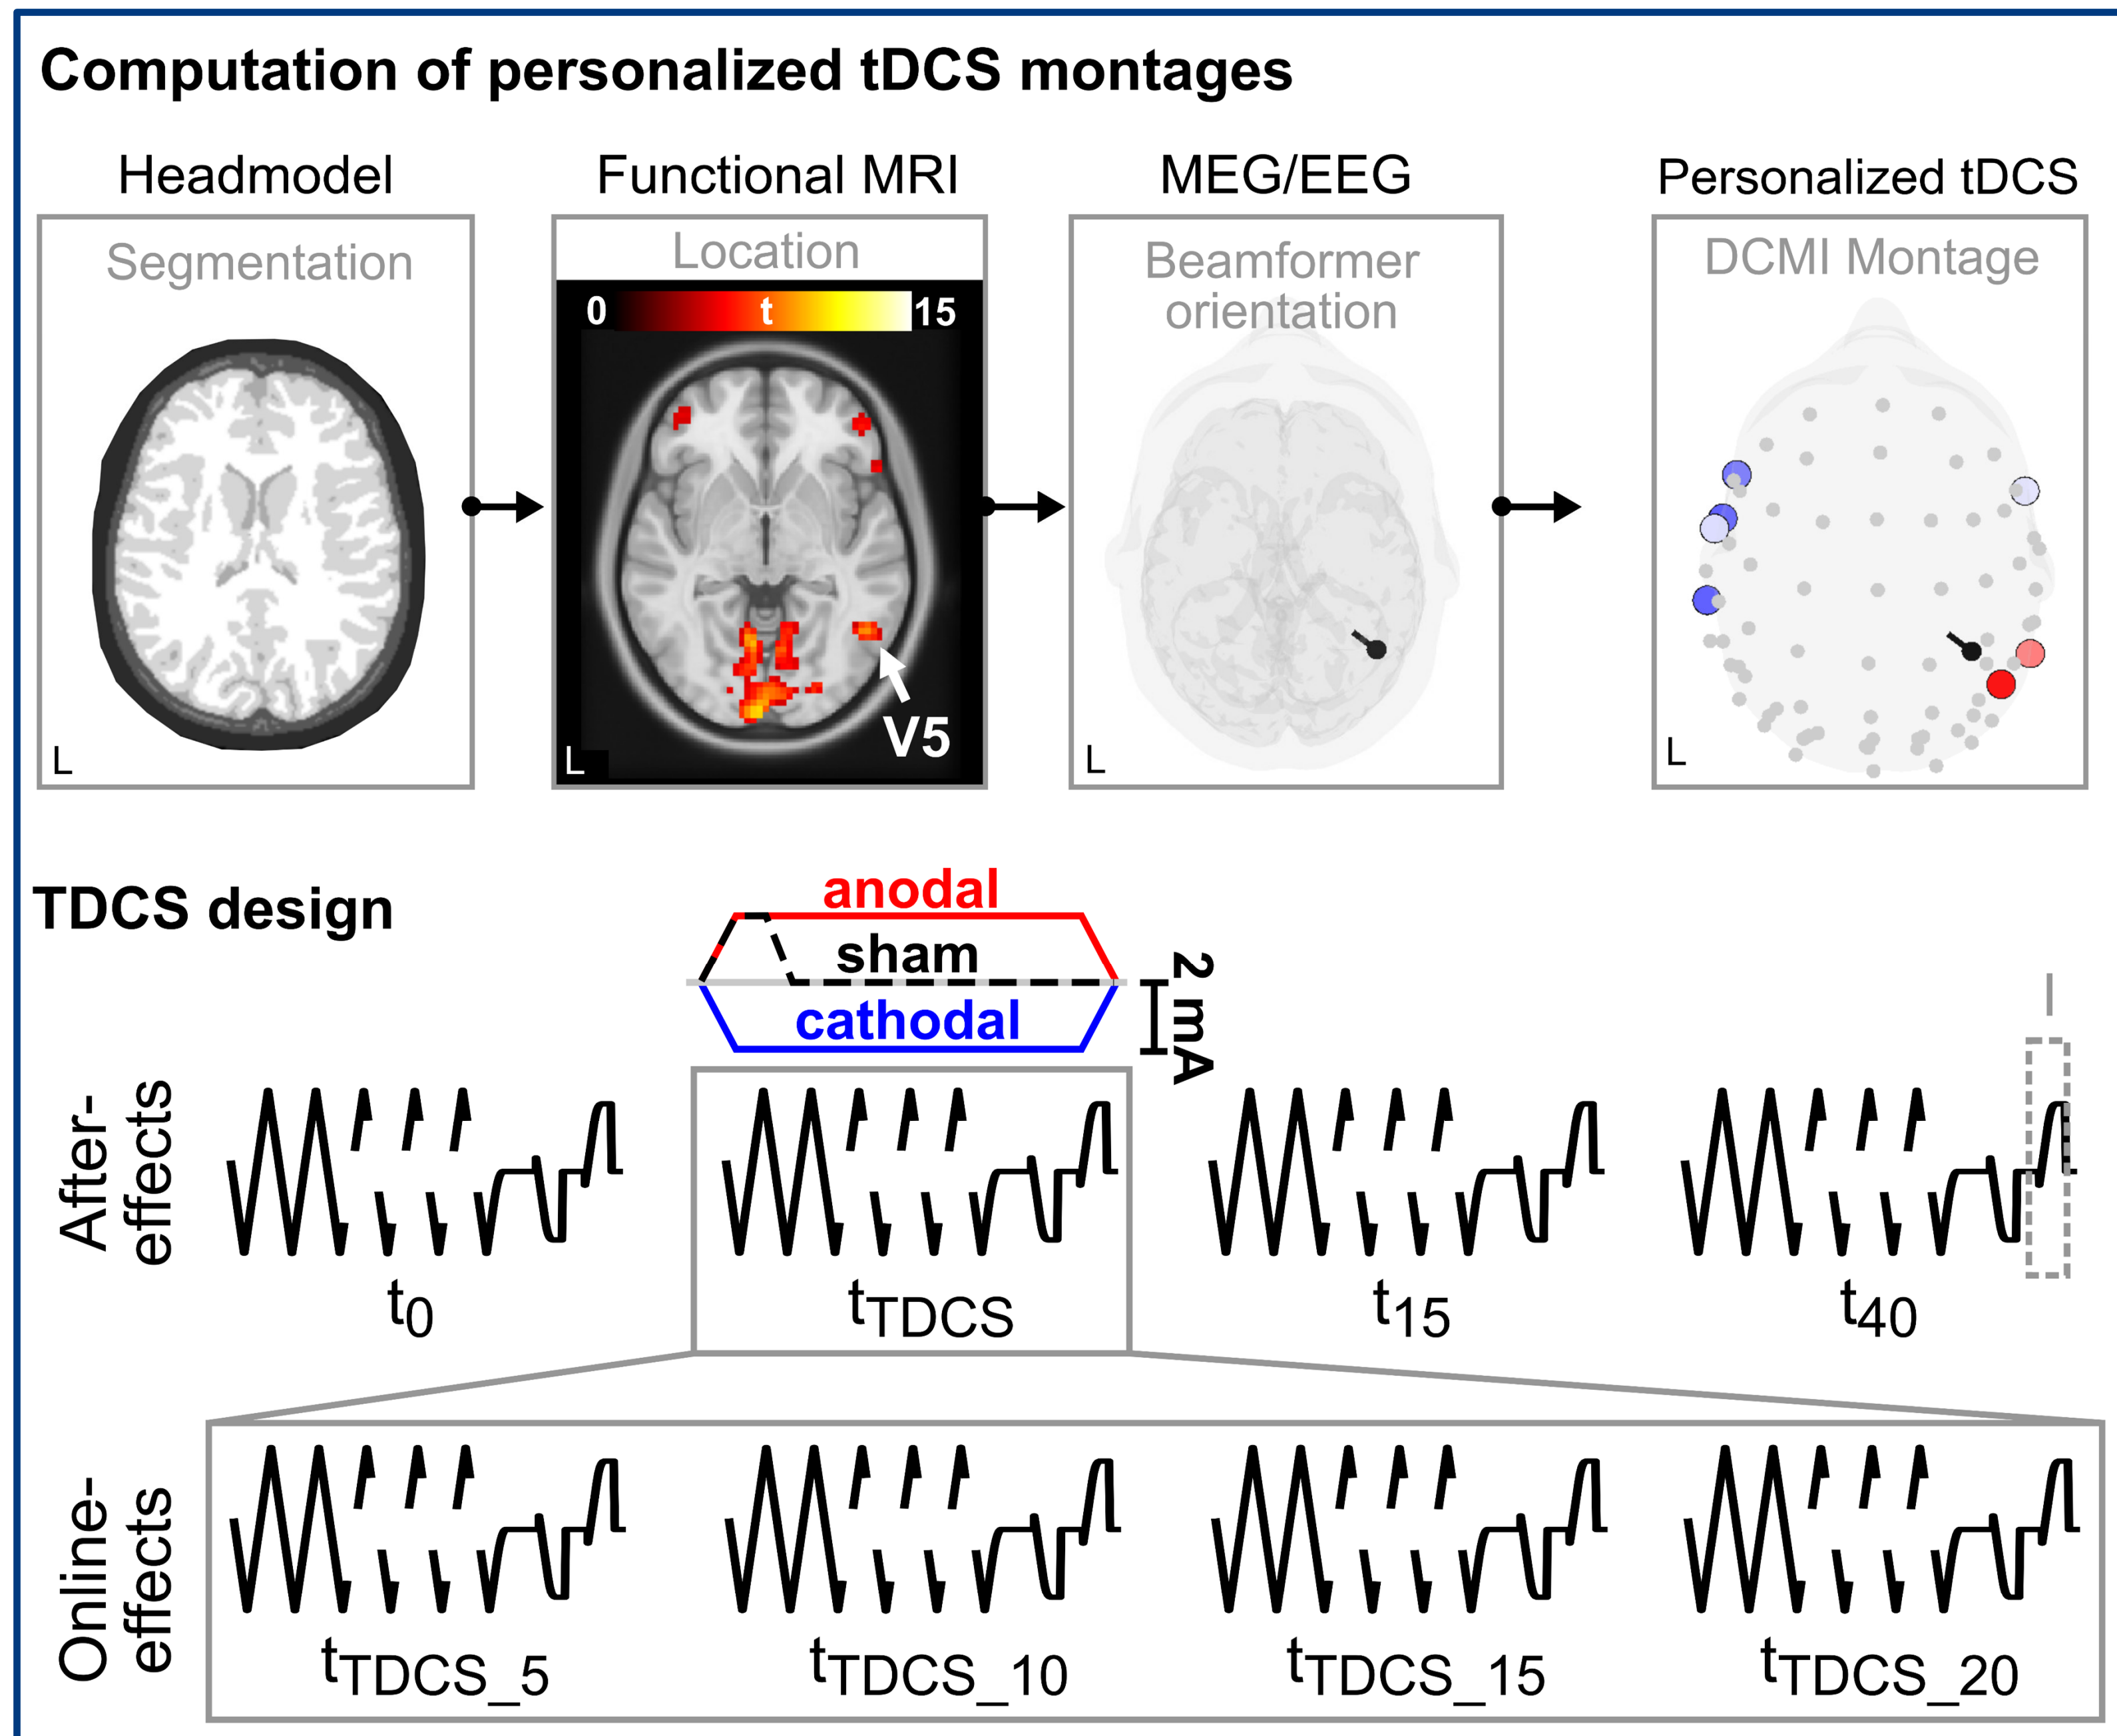 Computation of personalized tDCS montages
Headmodel
Functional MRI
MEG/EEG
Personalized tDCS
Segmentation
Location
Beamformer
orientation
DCMI Montage
0
t
15
V5
L
L
L
L
TDCS design
anodal
sham
cathodal
2 mA
After-
effects
t0
tTDCS
t15
t40
Online-
effects
tTDCS_5
tTDCS_10
tTDCS_15
tTDCS_20